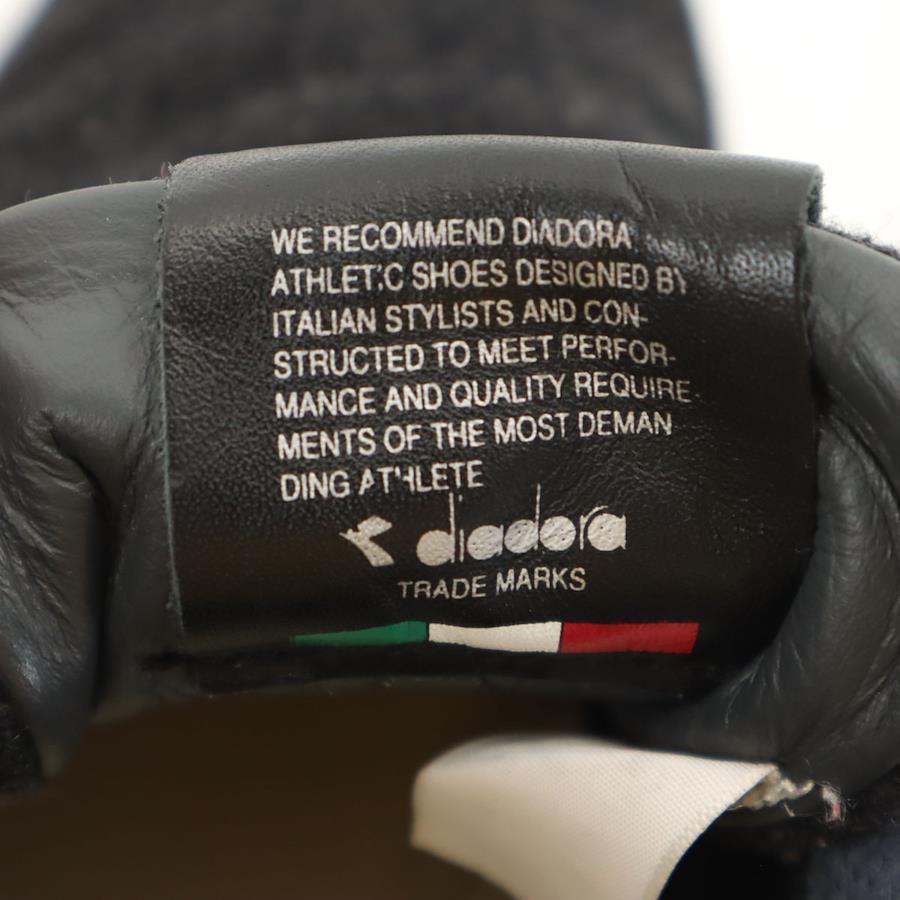 WE RECOMMEND DIADORA
ATHLETIC SHOES DESIGNED BY
ITALIAN STYLISTS AND CON-
STRUCTED TO MEET PERFOR-
MANCE AND QUALITY REQUIRE-
MENTS OF THE MOST DEMAN
DING ATHLETE
diadora
TRADE MARKS